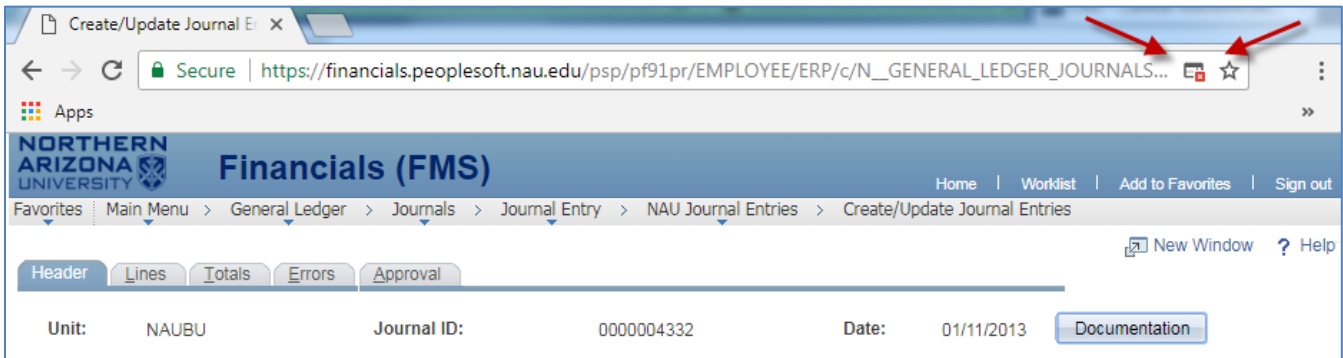 Create/Update Journal Er
Secure | https://financials.peoplesoft.nau.edu/psp/pf91pr/EMPLOYEE/ERP/c/N__GENERAL_LEDGER_JOURNALS...
Apps »
NORTHERN
ARIZONA
UNIVERSITY
Financials (FMS)
Home | Worklist | Add to Favorites | Sign out
Favorites Main Menu > General Ledger > Journals > Journal Entry > NAU Journal Entries > Create/Update Journal Entries
New Window ? Help
Header Lines Totals Errors Approval
Unit: NAUBU Journal ID: 0000004332 Date: 01/11/2013 Documentation